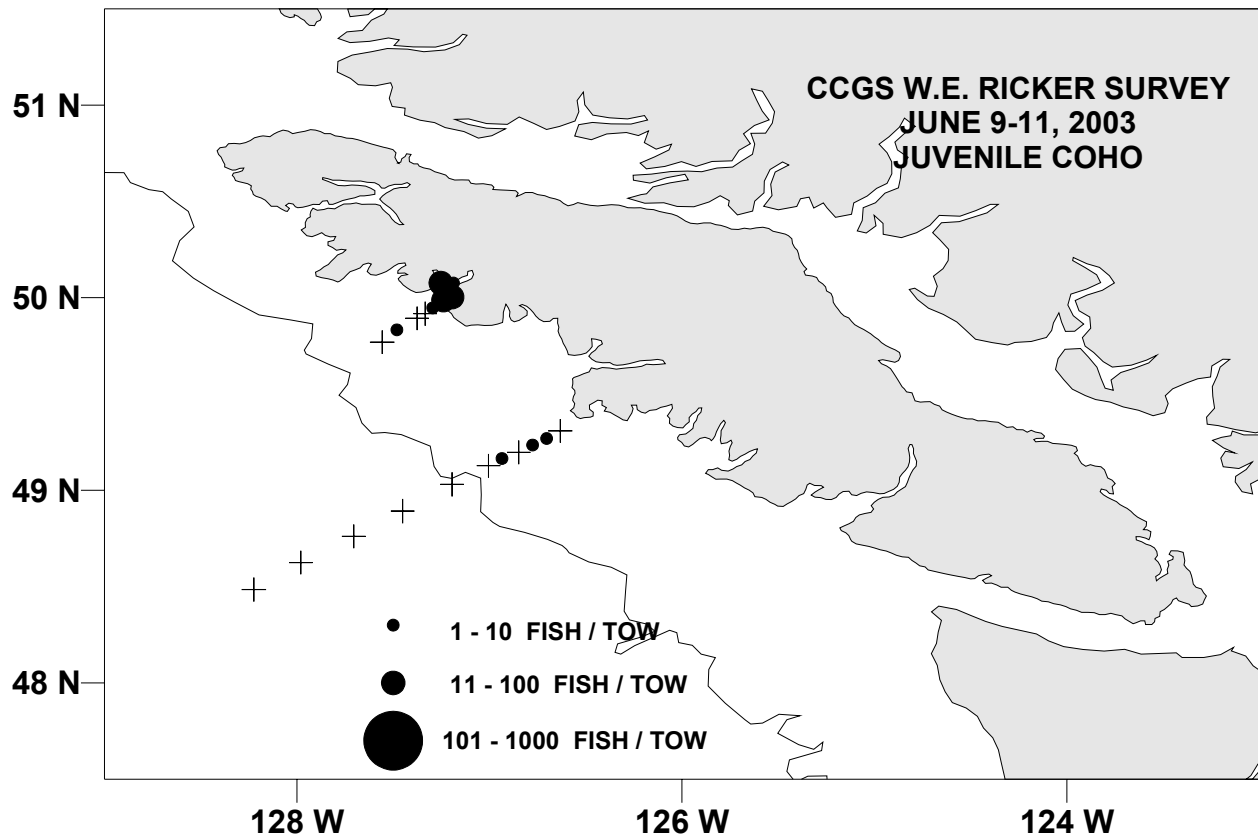 CCGS W.E. RICKER SURVEY
JUNE 9-11, 2003
JUVENILE COHO
51 N
50 N
49 N
48 N
1 - 10 FISH / TOW
11 - 100 FISH / TOW
101 - 1000 FISH / TOW
128 W
126 W
124 W